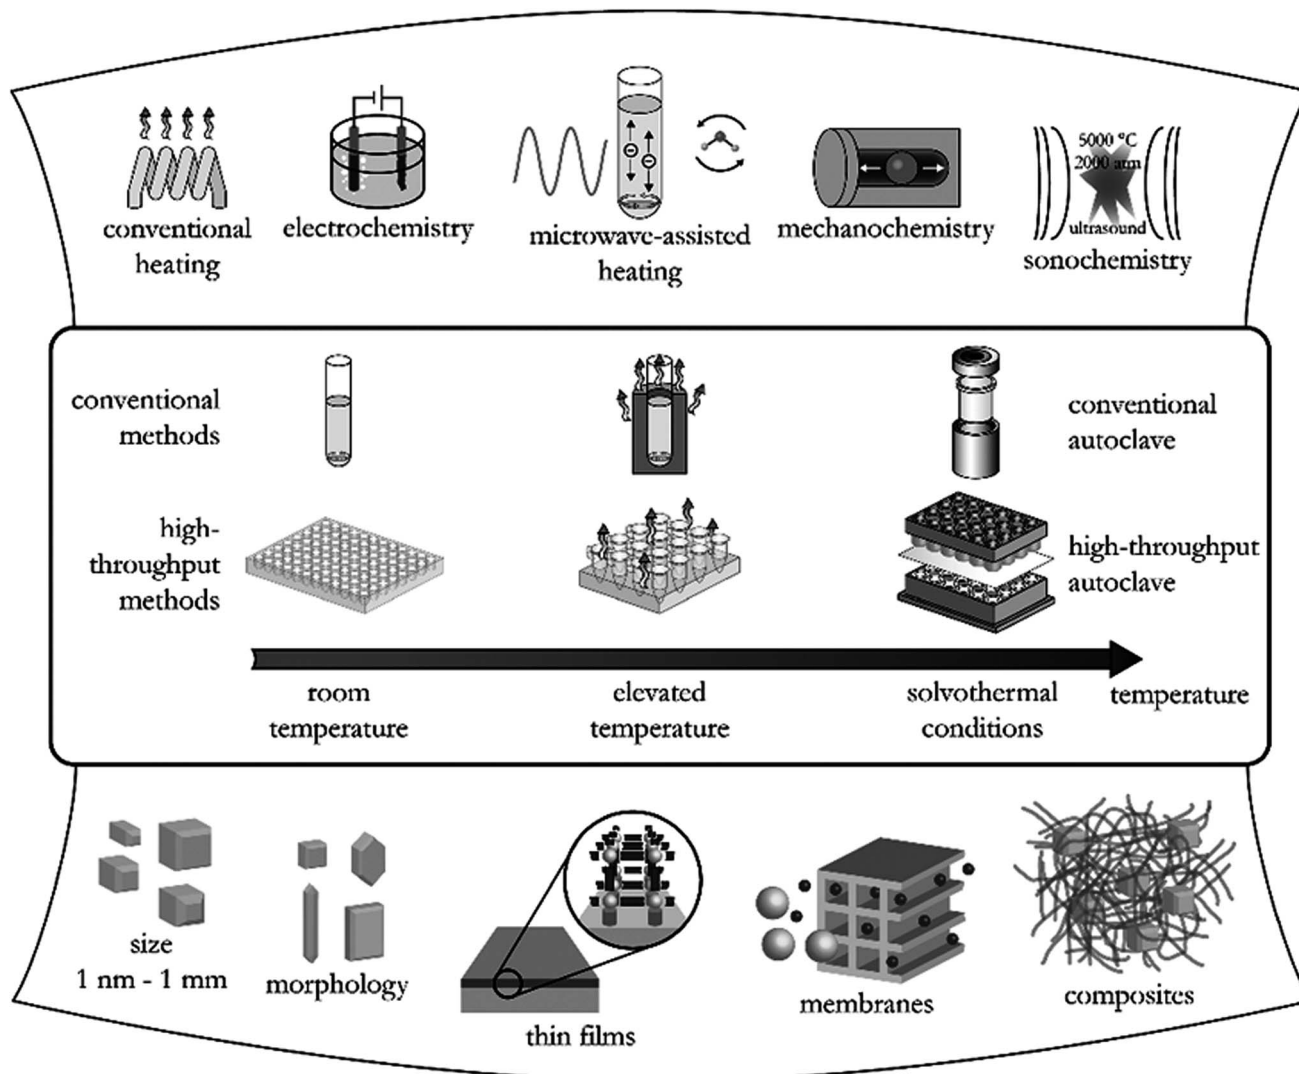 conventional
heating
electrochemistry
microwave-assisted
heating
mechanochemistry
5000 °C
2000 atm
ultrasound
sonochemistry
conventional
methods
conventional
autoclave
high-
throughput
methods
high-throughput
autoclave
room
temperature
elevated
temperature
solvothermal
conditions
temperature
size
1 nm - 1 mm
morphology
thin films
membranes
composites